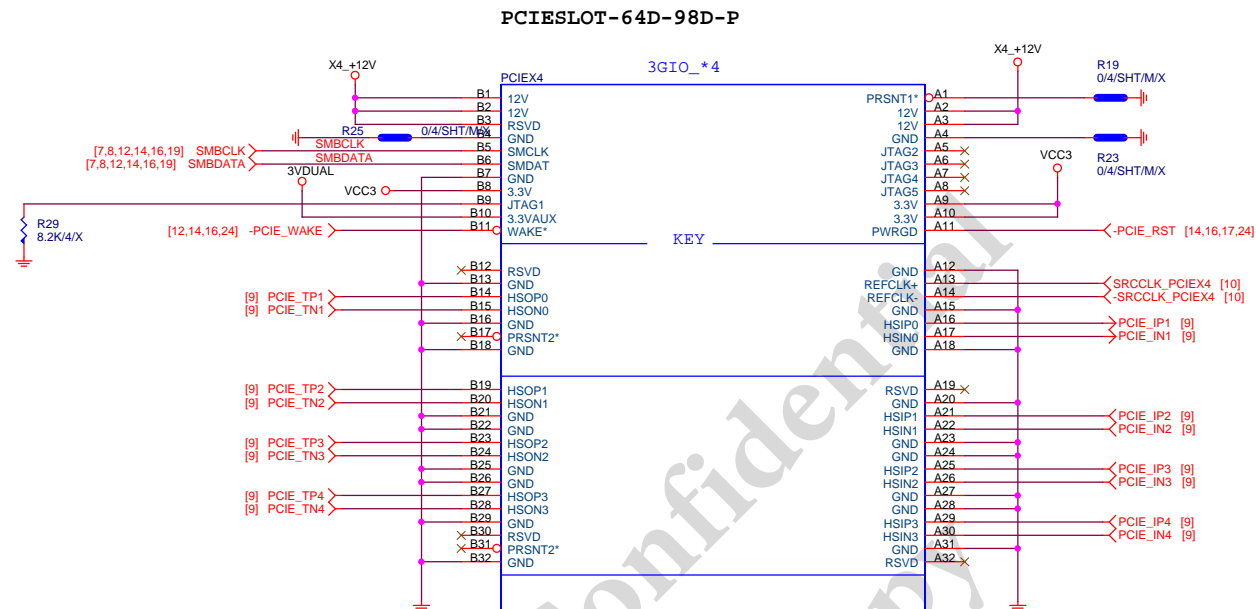 PCIESLOT-64D-98D-P
X4_+12V
3GIO_*4
X4_+12V
PCIEX4
R19
0/4/SHT/M/X
B1 12V PRSNT1* A1
B2 12V 12V A2
B3 RSVD 12V A3
R25 0/4/SHT/M/X B4 GND GND A4
[7,8,12,14,16,19] SMBCLK SMBCLK B5 SMCLK JTAG2 A5
[7,8,12,14,16,19] SMBDATA SMBDATA B6 SMDAT JTAG3 A6
VCC3
R23
0/4/SHT/M/X
3VDUAL B7 GND JTAG4 A7
VCC3 B8 3.3V JTAG5 A8
B9 JTAG1 3.3V A9
B10 3.3VAUX 3.3V A10
R29
8.2K/4/X
[12,14,16,24] -PCIE_WAKE B11 WAKE* PWRGD A11 -PCIE_RST [14,16,17,24]
KEY
B12 RSVD GND A12
B13 GND REFCLK+ A13 SRCCLK_PCIEX4 [10]
[9] PCIE_TP1 B14 HSOP0 REFCLK- A14 -SRCCLK_PCIEX4 [10]
[9] PCIE_TN1 B15 HSON0 GND A15
B16 GND HSIP0 A16 PCIE_IP1 [9]
B17 PRSNT2* HSIN0 A17 PCIE_IN1 [9]
B18 GND GND A18
[9] PCIE_TP2 B19 HSOP1 RSVD A19
[9] PCIE_TN2 B20 HSON1 GND A20
B21 GND HSIP1 A21 PCIE_IP2 [9]
B22 GND HSIN1 A22 PCIE_IN2 [9]
[9] PCIE_TP3 B23 HSOP2 GND A23
[9] PCIE_TN3 B24 HSON2 GND A24
B25 GND HSIP2 A25 PCIE_IP3 [9]
B26 GND HSIN2 A26 PCIE_IN3 [9]
[9] PCIE_TP4 B27 HSOP3 GND A27
[9] PCIE_TN4 B28 HSON3 GND A28
B29 GND HSIP3 A29 PCIE_IP4 [9]
B30 RSVD HSIN3 A30 PCIE_IN4 [9]
B31 PRSNT2* GND A31
B32 GND RSVD A32